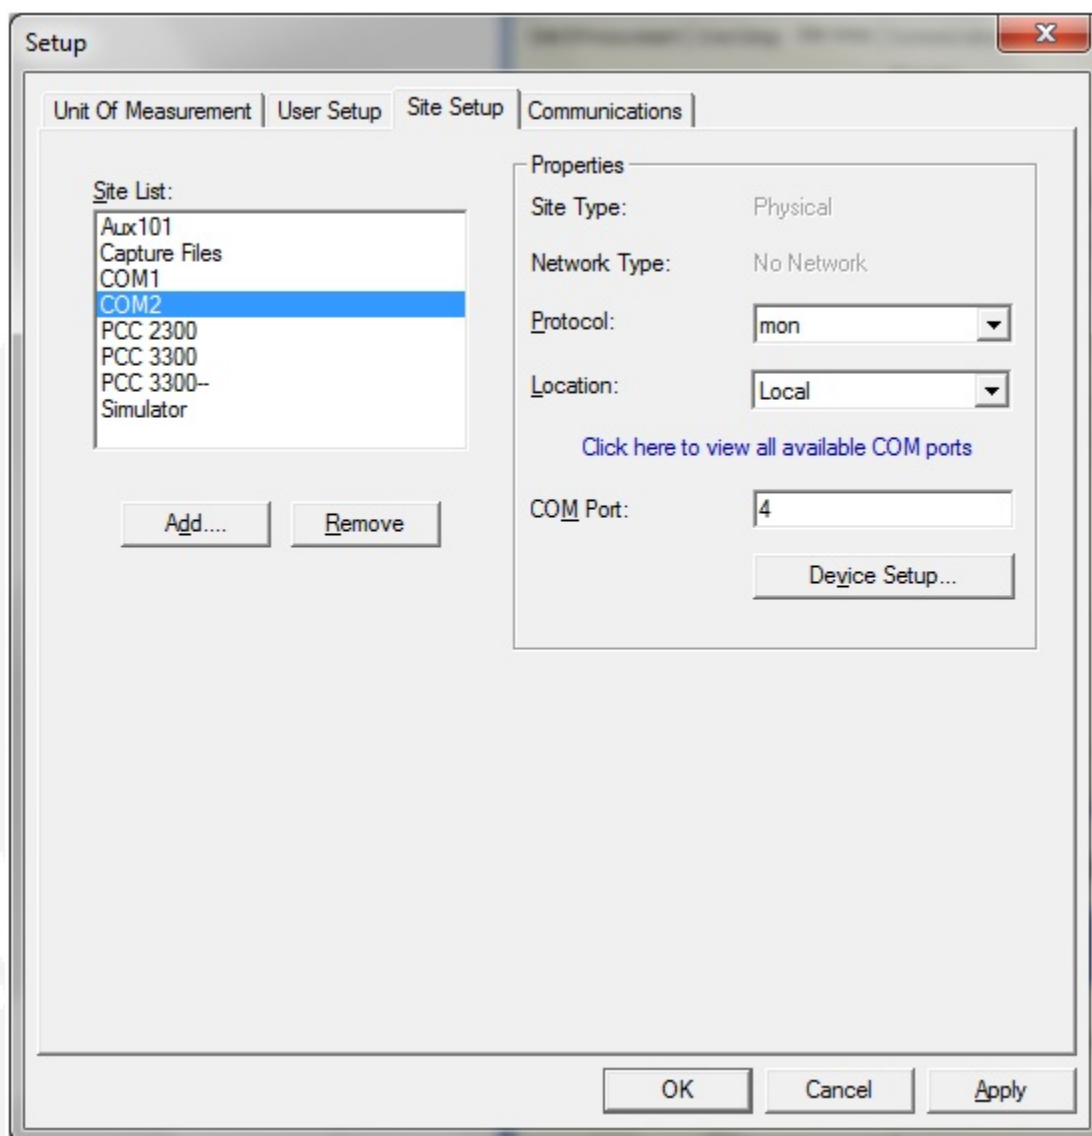 Setup
Unit Of Measurement
User Setup
Site Setup
Communications
Site List:
Aux101
Capture Files
COM1
COM2
PCC 2300
PCC 3300
PCC 3300--
Simulator
Add....
Remove
Properties
Site Type: Physical
Network Type: No Network
Protocol: mon
Location: Local
Click here to view all available COM ports
COM Port: 4
Device Setup...
OK
Cancel
Apply